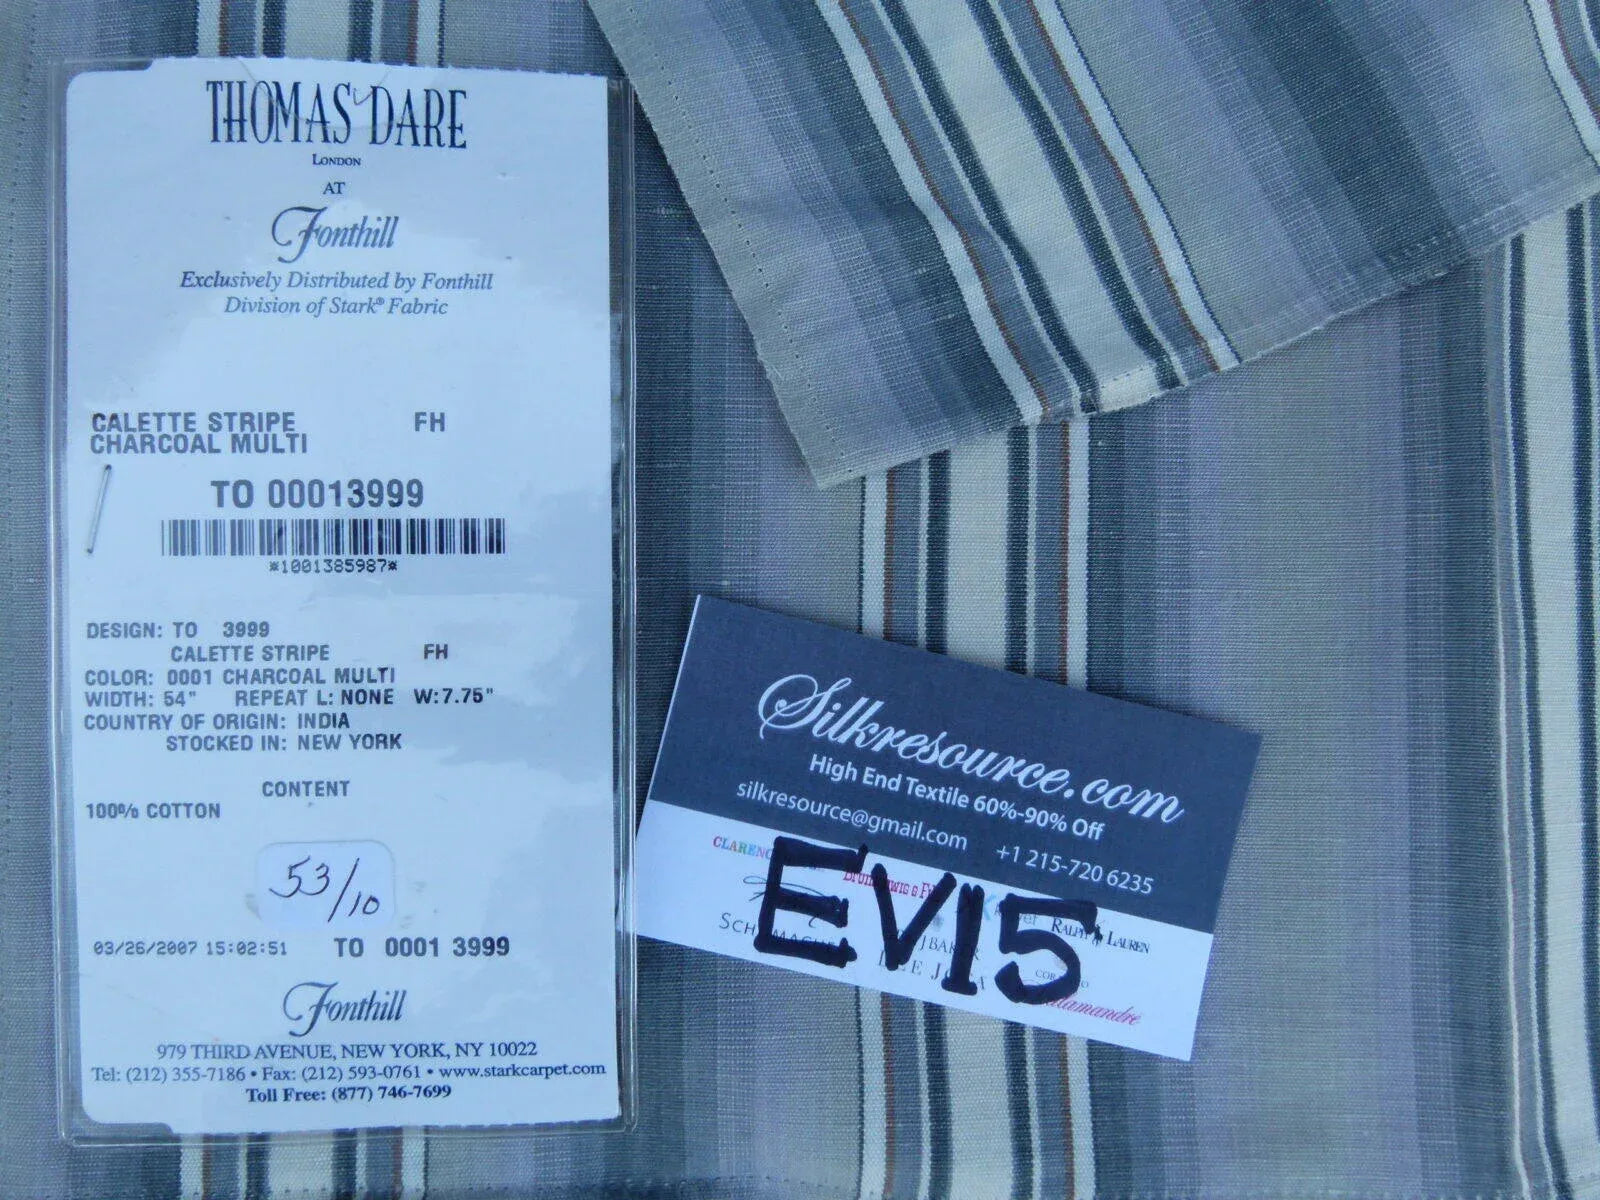 THOMAS DARE
LONDON
AT
Fonthill
Exclusively Distributed by Fonthill
Division of Stark® Fabric
CALETTE STRIPE FH
CHARCOAL MULTI
TO 00013999
*1001385987*
DESIGN: TO 3999
CALETTE STRIPE FH
COLOR: 0001 CHARCOAL MULTI
WIDTH: 54" REPEAT L: NONE W:7.75"
COUNTRY OF ORIGIN: INDIA
STOCKED IN: NEW YORK
CONTENT
100% COTTON
53/10
03/26/2007 15:02:51 TO 0001 3999
Fonthill
979 THIRD AVENUE, NEW YORK, NY 10022
Tel: (212) 355-7186 • Fax: (212) 593-0761 • www.starkcarpet.com
Toll Free: (877) 746-7699
Silkresource.com
High End Textile 60%-90% Off
silkresource@gmail.com +1 215-720 6235
EV15
RALPH LAUREN